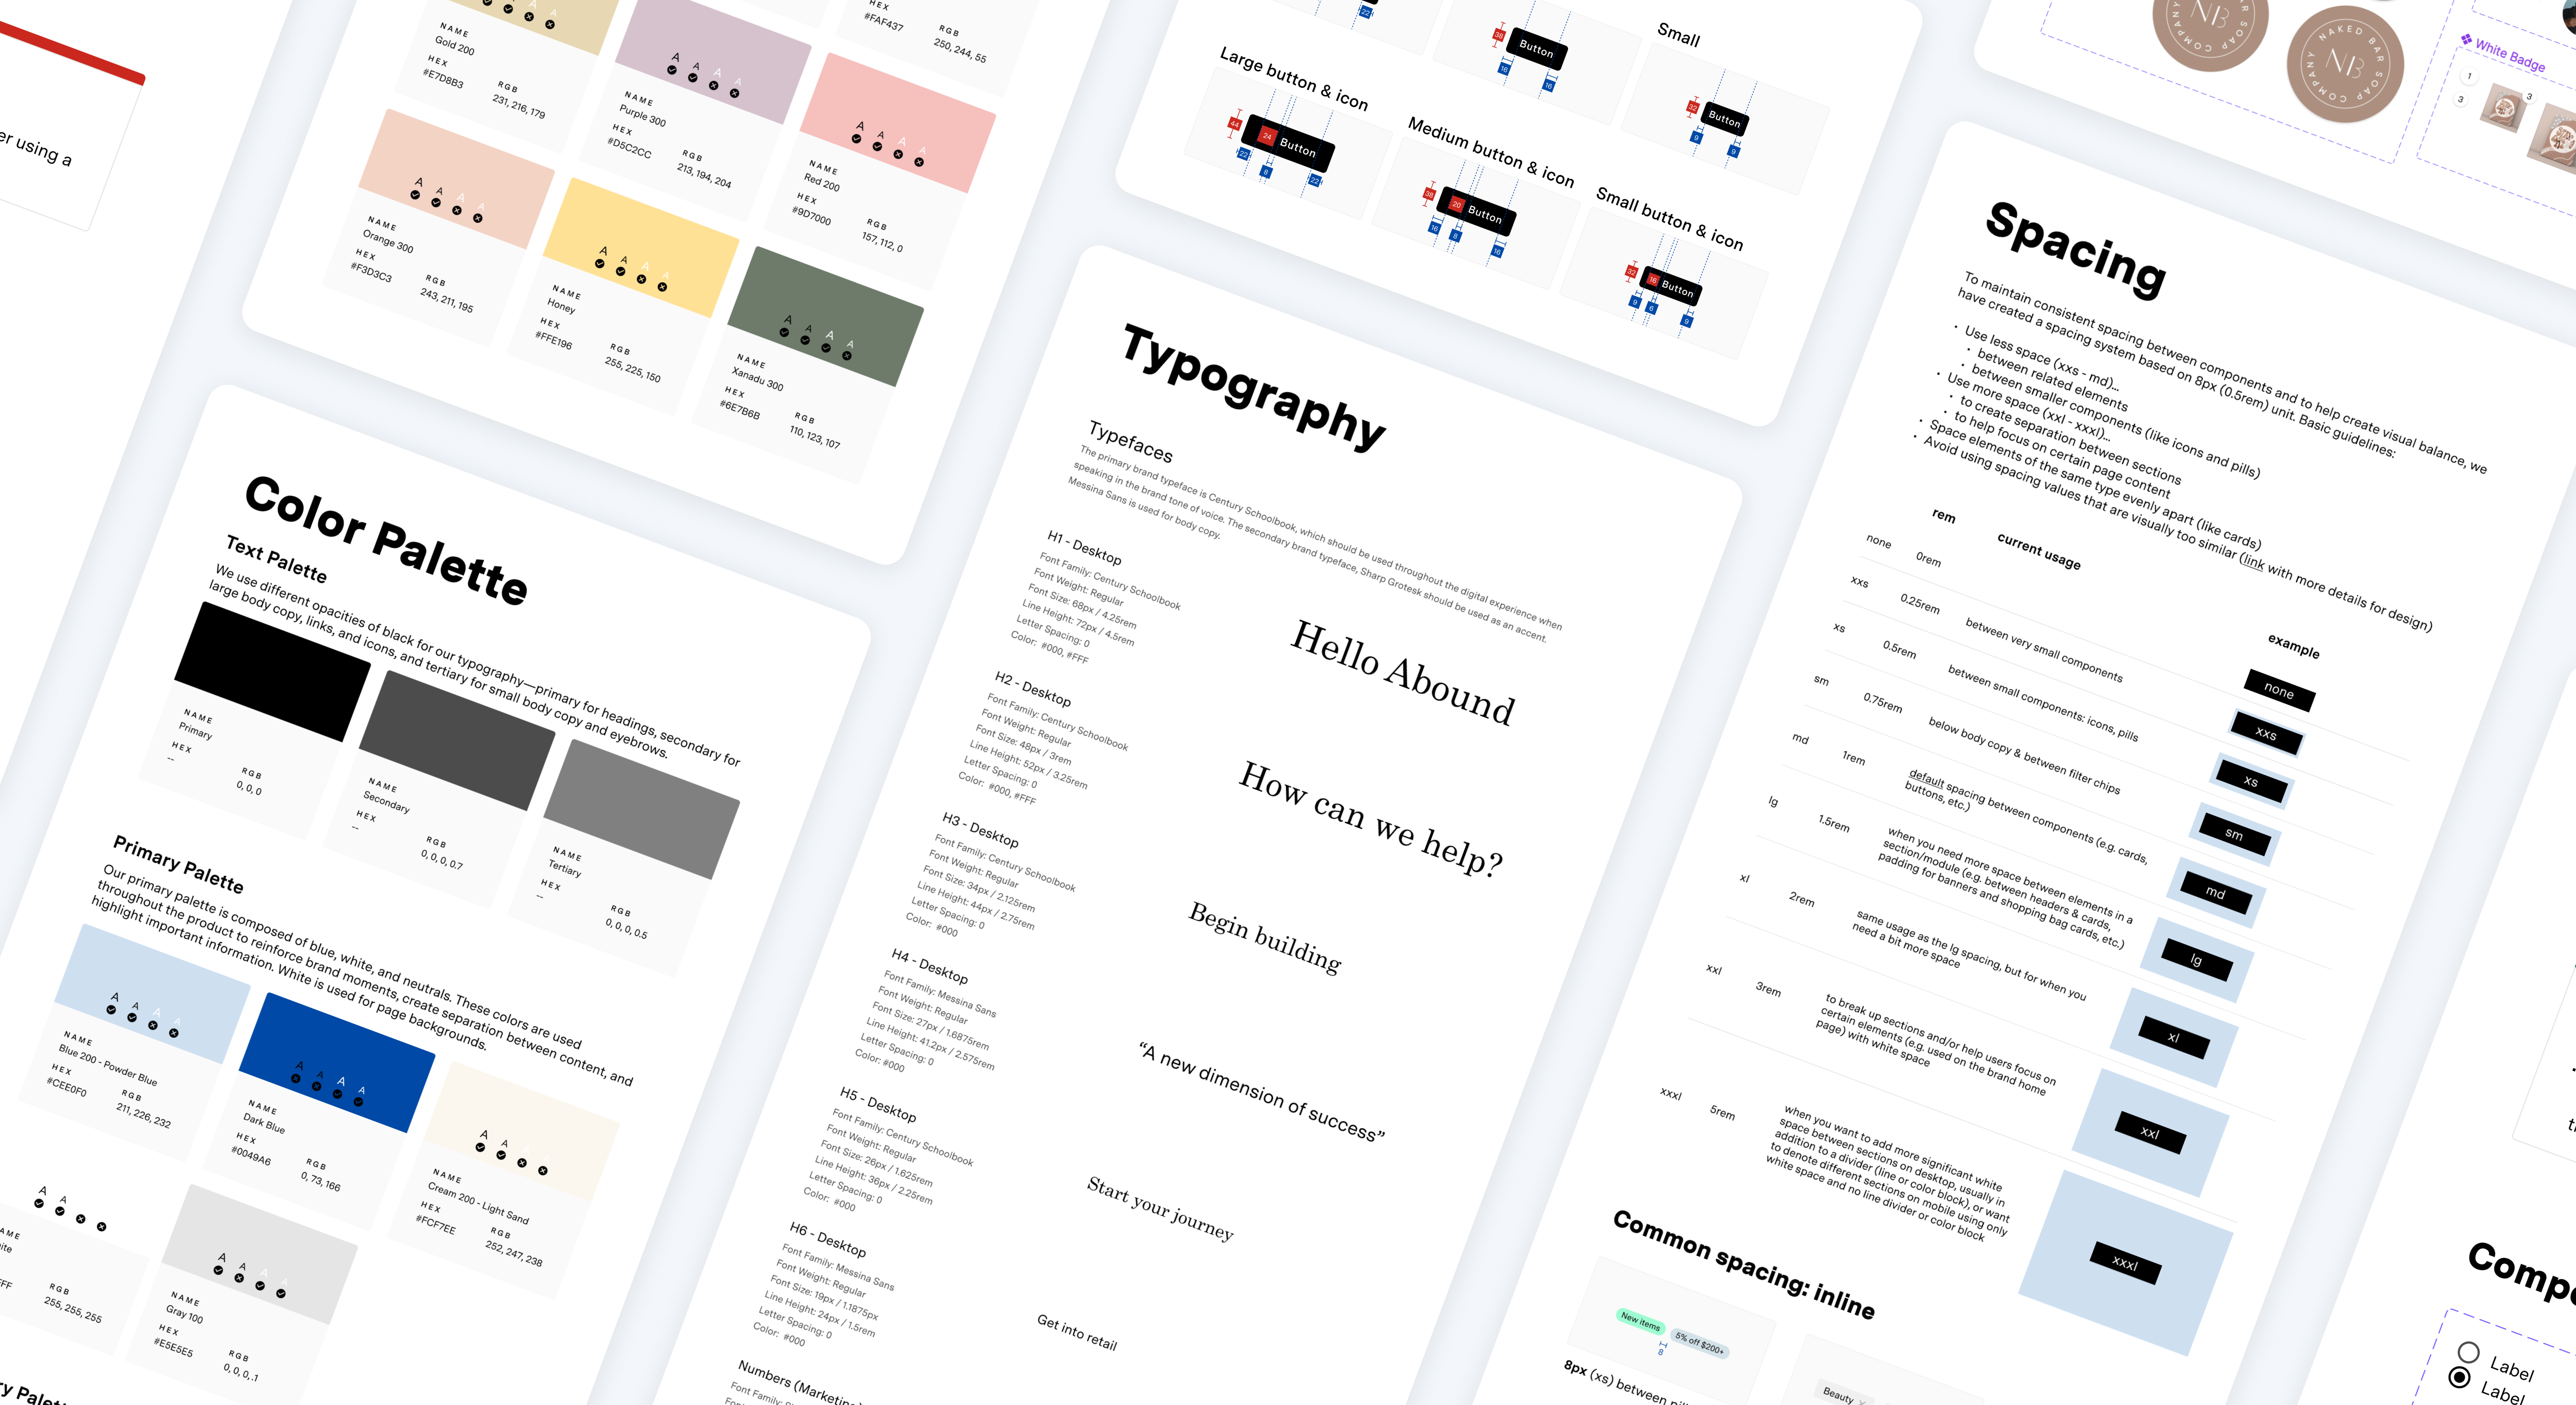 er using a
NAME
Gold 200
HEX
#E7D8B3
RGB
231, 216, 179
A A A A
NAME
Purple 300
HEX
#D5C2CC
RGB
213, 194, 204
HEX
#FAF437
RGB
250, 244, 55
A A A A
NAME
Red 200
HEX
#9D7000
RGB
157, 112, 0
A A A A
NAME
Orange 300
HEX
#F3D3C3
RGB
243, 211, 195
A A A A
NAME
Honey
HEX
#FFE196
RGB
255, 225, 150
A A A A
NAME
Xanadu 300
HEX
#6E7B6B
RGB
110, 123, 107
Color Palette
Text Palette
We use different opacities of black for our typography—primary for headings, secondary for
large body copy, links, and icons, and tertiary for small body copy and eyebrows.
NAME
Primary
HEX
--
RGB
0, 0, 0
NAME
Secondary
HEX
--
RGB
0, 0, 0, 0.7
NAME
Tertiary
HEX
--
RGB
0, 0, 0, 0.5
Primary Palette
Our primary palette is composed of blue, white, and neutrals. These colors are used
throughout the product to reinforce brand moments, create separation between content, and
highlight important information. White is used for page backgrounds.
A A A A
NAME
Blue 200 - Powder Blue
HEX
#CEE0F0
RGB
211, 226, 232
A A A A
NAME
Dark Blue
HEX
#0049A6
RGB
0, 73, 166
A A
NAME
Cream 200 - Light Sand
HEX
#FCF7EE
RGB
252, 247, 238
A A
AME
ite
FF
RGB
255, 255, 255
A A A A
NAME
Gray 100
HEX
#E5E5E5
RGB
0, 0, 0, .1
ry Palet
22
38
Button
16
16
Small
32
Button
9
9
Large button & icon
44
24
Button
22
8
22
Medium button & icon
38
20
Button
16
8
16
Small button & icon
32
16
Button
9
6
9
Typography
Typefaces
The primary brand typeface is Century Schoolbook, which should be used throughout the digital experience when
speaking in the brand tone of voice. The secondary brand typeface, Sharp Grotesk should be used as an accent.
Messina Sans is used for body copy.
H1 - Desktop
Font Family: Century Schoolbook
Font Weight: Regular
Font Size: 68px / 4.25rem
Line Height: 72px / 4.5rem
Letter Spacing: 0
Color: #000, #FFF
Hello Abound
H2 - Desktop
Font Family: Century Schoolbook
Font Weight: Regular
Font Size: 48px / 3rem
Line Height: 52px / 3.25rem
Letter Spacing: 0
Color: #000, #FFF
How can we help?
H3 - Desktop
Font Family: Century Schoolbook
Font Weight: Regular
Font Size: 34px / 2.125rem
Line Height: 44px / 2.75rem
Letter Spacing: 0
Color: #000
Begin building
H4 - Desktop
Font Family: Messina Sans
Font Weight: Regular
Font Size: 27px / 1.6875rem
Line Height: 41.2px / 2.575rem
Letter Spacing: 0
Color: #000
“A new dimension of success”
H5 - Desktop
Font Family: Century Schoolbook
Font Weight: Regular
Font Size: 26px / 1.625rem
Line Height: 36px / 2.25rem
Letter Spacing: 0
Color: #000
Start your journey
H6 - Desktop
Font Family: Messina Sans
Font Weight: Regular
Font Size: 19px / 1.1875px
Line Height: 24px / 1.5rem
Letter Spacing: 0
Color: #000
Get into retail
Numbers (Marketing)
NB
COMPANY NAKED BAR SOAP
NB
NAKED BAR SOAP COMPANY
White Badge
1
3
3
Spacing
To maintain consistent spacing between components and to help create visual balance, we
have created a spacing system based on 8px (0.5rem) unit. Basic guidelines:
• Use less space (xxs - md)...
• between related elements
• between smaller components (like icons and pills)
• Use more space (xxl - xxxl)...
• to create separation between sections
• to help focus on certain page content
• Space elements of the same type evenly apart (like cards)
• Avoid using spacing values that are visually too similar (link with more details for design)
rem
current usage
example
none
0rem
none
xxs
0.25rem
between very small components
xxs
xs
0.5rem
between small components: icons, pills
xs
sm
0.75rem
below body copy & between filter chips
sm
md
1rem
default spacing between components (e.g. cards,
buttons, etc.)
md
lg
1.5rem
when you need more space between elements in a
section/module (e.g. between headers & cards,
padding for banners and shopping bag cards, etc.)
lg
xl
2rem
same usage as the lg spacing, but for when you
need a bit more space
xl
xxl
3rem
to break up sections and/or help users focus on
certain elements (e.g. used on the brand home
page) with white space
xxl
xxxl
5rem
when you want to add more significant white
space between sections on desktop, usually in
addition to a divider (line or color block), or want
to denote different sections on mobile using only
white space and no line divider or color block
xxxl
Common spacing: inline
New items
5% off $200+
8
8px (xs) between
Beauty
Compo
Label
Label